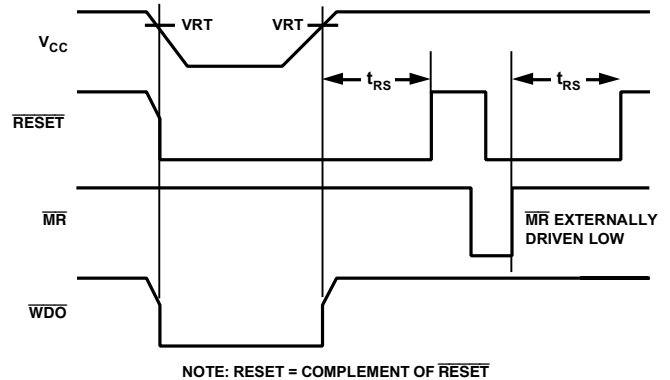 VRT VRT
VCC
tRS tRS
RESET
MR
MR EXTERNALLY
DRIVEN LOW
WDO
NOTE: RESET = COMPLEMENT OF RESET